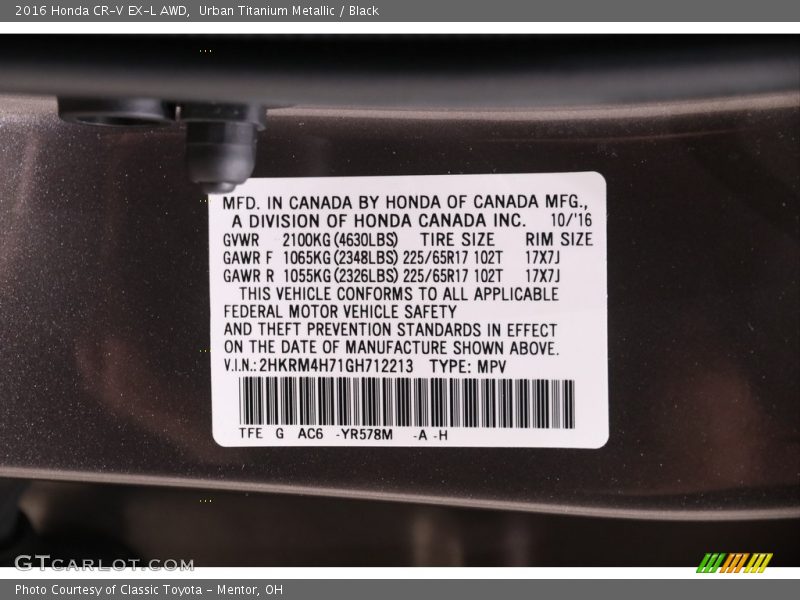 2016 Honda CR-V EX-L AWD, Urban Titanium Metallic / Black
MFD. IN CANADA BY HONDA OF CANADA MFG.,
A DIVISION OF HONDA CANADA INC. 10/'16
GVWR 2100KG(4630LBS) TIRE SIZE RIM SIZE
GAWR F 1065KG(2348LBS) 225/65R17 102T 17X7J
GAWR R 1055KG(2326LBS) 225/65R17 102T 17X7J
THIS VEHICLE CONFORMS TO ALL APPLICABLE
FEDERAL MOTOR VEHICLE SAFETY
AND THEFT PREVENTION STANDARDS IN EFFECT
ON THE DATE OF MANUFACTURE SHOWN ABOVE.
V.I.N.: 2HKRM4H71GH712213 TYPE: MPV
TFE G AC6 -YR578M -A -H
GTCARLOT.COM
Photo Courtesy of Classic Toyota - Mentor, OH